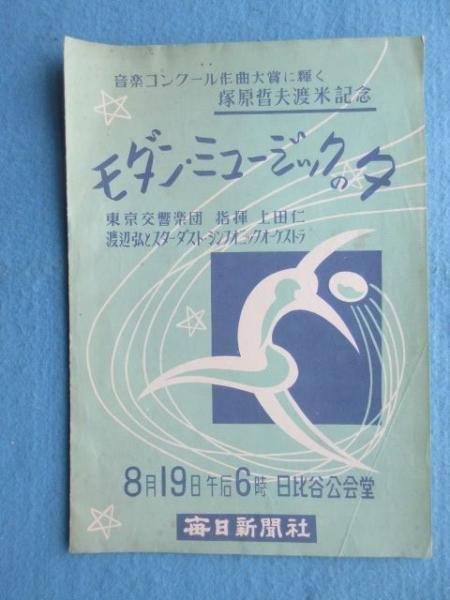 音楽コンクール作曲大賞に輝く
塚原晢夫渡米記念
モダン・ミュージックの夕
東京交響楽団 指揮 上田仁
渡辺弘とスターダスト・シンフォニックオーケストラ
8月19日午后6時 日比谷公会堂
毎日新聞社